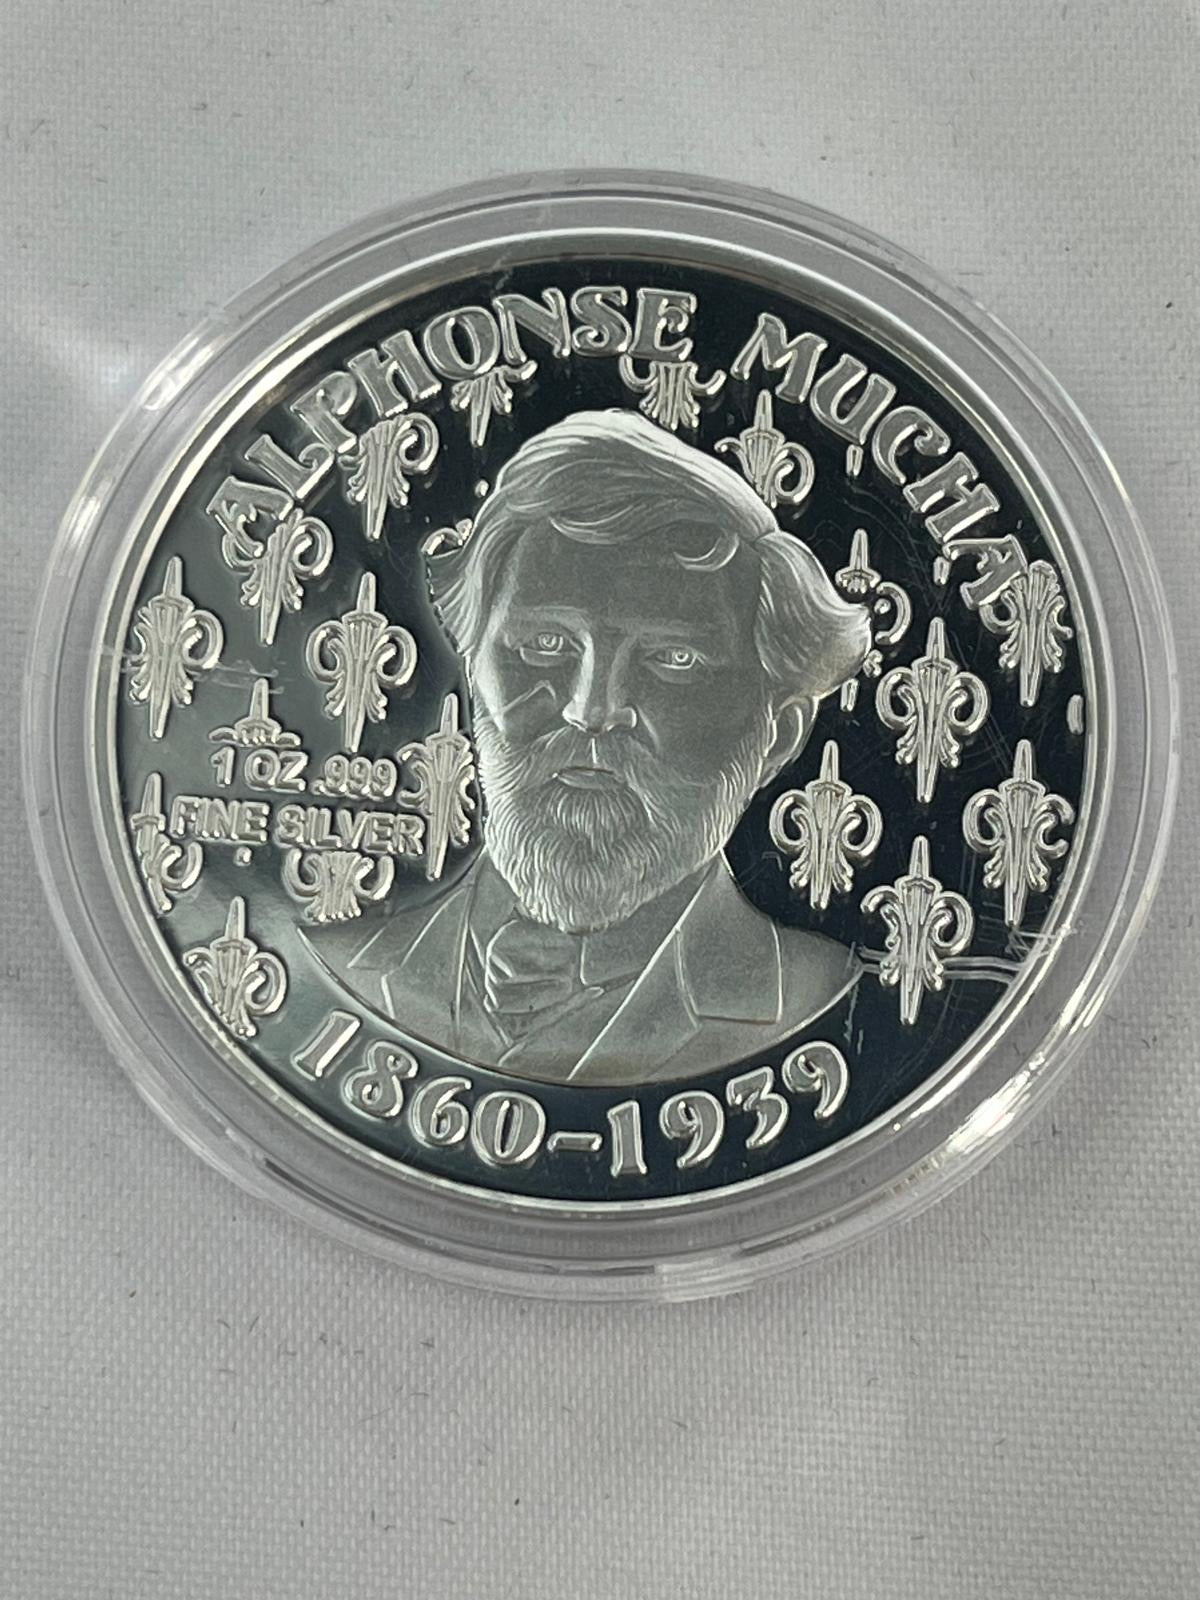 ALPHONSE MUCHA
1 OZ .999
FINE SILVER
1860-1939